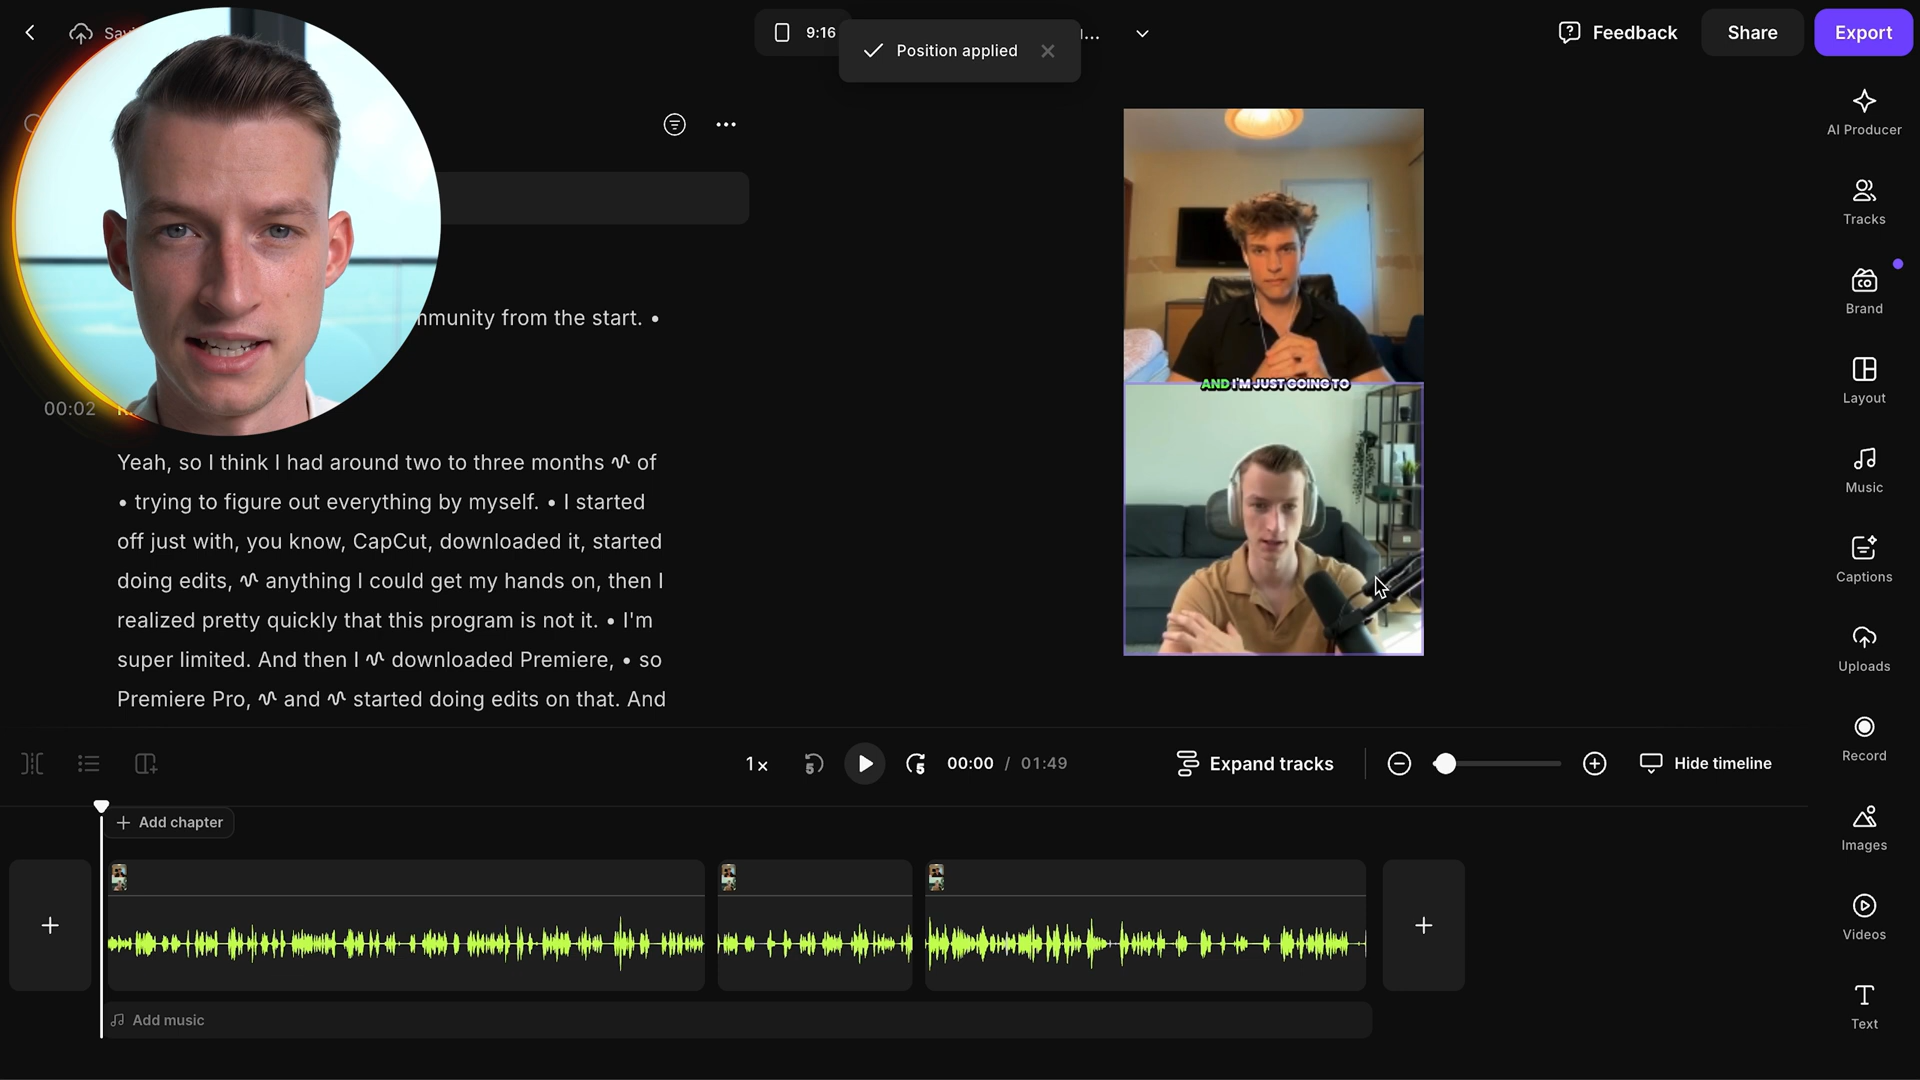 9:16
Position applied
...
Feedback
Share
Export
AI Producer
Tracks
Brand
Layout
Music
Captions
Uploads
Record
Images
Videos
Text
from the start. •
00:02
Yeah, so I think I had around two to three months of
• trying to figure out everything by myself. • I started
off just with, you know, CapCut, downloaded it, started
doing edits, anything I could get my hands on, then I
realized pretty quickly that this program is not it. • I'm
super limited. And then I downloaded Premiere, • so
Premiere Pro, and started doing edits on that. And
AND I'M JUST GOING TO
1x
5
5
00:00 / 01:49
Expand tracks
Hide timeline
Add chapter
Add music